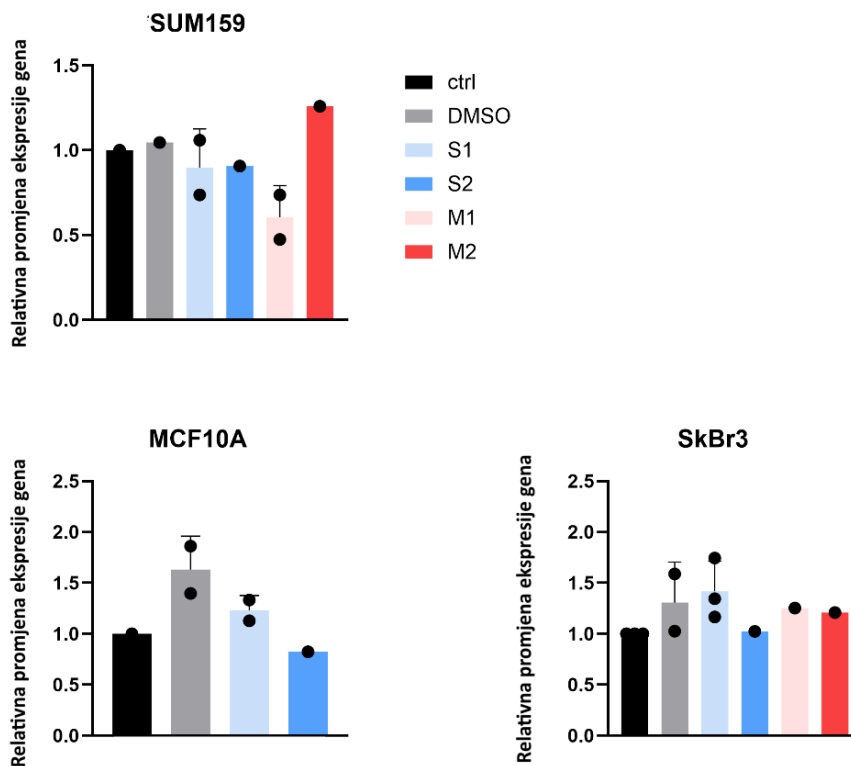 SUM159
Relativna promjena ekspresije gena
1.5
1.0
0.5
0.0
ctrl
DMSO
S1
S2
M1
M2
MCF10A
Relativna promjena ekspresije gena
2.5
2.0
1.5
1.0
0.5
0.0
SkBr3
Relativna promjena ekspresije gena
2.5
2.0
1.5
1.0
0.5
0.0